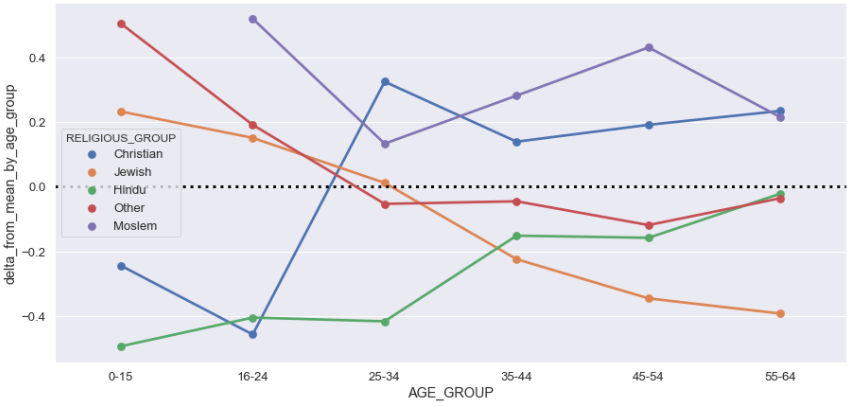 delta_from_mean_by_age_group
0.4
0.2
0.0
−0.2
−0.4
RELIGIOUS_GROUP
Christian
Jewish
Hindu
Other
Moslem
0-15
16-24
25-34
35-44
45-54
55-64
AGE_GROUP